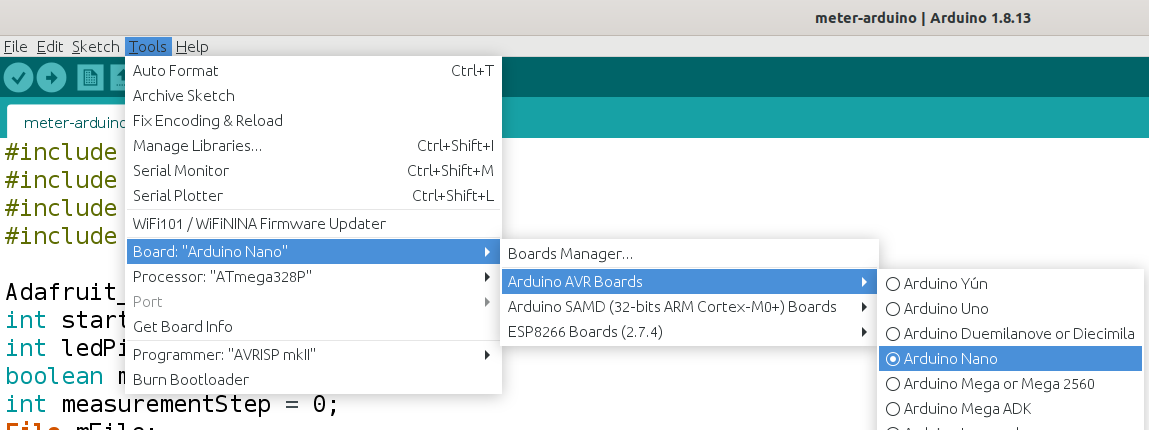 meter-arduino | Arduino 1.8.13
File Edit Sketch Tools Help
meter-arduino
#include
#include
#include
#include
Adafruit_
int start
int ledPi
boolean m
int measurementStep = 0;
File mFile;
Auto Format Ctrl+T
Archive Sketch
Fix Encoding & Reload
Manage Libraries... Ctrl+Shift+I
Serial Monitor Ctrl+Shift+M
Serial Plotter Ctrl+Shift+L
WiFi101 / WiFiNINA Firmware Updater
Board: "Arduino Nano"
Processor: "ATmega328P"
Port
Get Board Info
Programmer: "AVRISP mkII"
Burn Bootloader
Boards Manager...
Arduino AVR Boards
Arduino SAMD (32-bits ARM Cortex-M0+) Boards
ESP8266 Boards (2.7.4)
Arduino Yún
Arduino Uno
Arduino Duemilanove or Diecimila
Arduino Nano
Arduino Mega or Mega 2560
Arduino Mega ADK